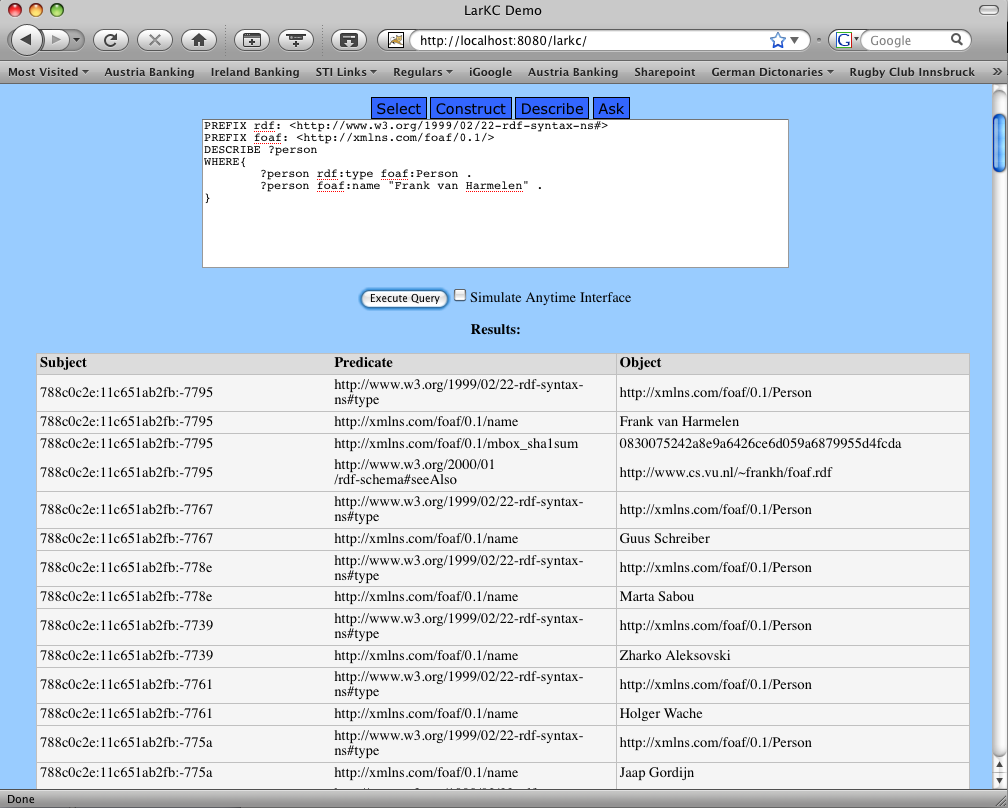 LarKC Demo
http://localhost:8080/larkc/
G
Google
Most Visited Austria Banking Ireland Banking STI Links Regulars iGoogle Austria Banking Sharepoint German Dictonaries Rugby Club Innsbruck »
Select Construct Describe Ask
PREFIX rdf: <http://www.w3.org/1999/02/22-rdf-syntax-ns#>
PREFIX foaf: <http://xmlns.com/foaf/0.1/>
DESCRIBE ?person
WHERE{
?person rdf:type foaf:Person .
?person foaf:name "Frank van Harmelen" .
}
Execute Query Simulate Anytime Interface
Results:
Subject Predicate Object
788c0c2e:11c651ab2fb:-7795 http://www.w3.org/1999/02/22-rdf-syntax-
ns#type http://xmlns.com/foaf/0.1/Person
788c0c2e:11c651ab2fb:-7795 http://xmlns.com/foaf/0.1/name Frank van Harmelen
788c0c2e:11c651ab2fb:-7795 http://xmlns.com/foaf/0.1/mbox_sha1sum 0830075242a8e9a6426ce6d059a6879955d4fcda
788c0c2e:11c651ab2fb:-7795 http://www.w3.org/2000/01
/rdf-schema#seeAlso http://www.cs.vu.nl/~frankh/foaf.rdf
788c0c2e:11c651ab2fb:-7767 http://www.w3.org/1999/02/22-rdf-syntax-
ns#type http://xmlns.com/foaf/0.1/Person
788c0c2e:11c651ab2fb:-7767 http://xmlns.com/foaf/0.1/name Guus Schreiber
788c0c2e:11c651ab2fb:-778e http://www.w3.org/1999/02/22-rdf-syntax-
ns#type http://xmlns.com/foaf/0.1/Person
788c0c2e:11c651ab2fb:-778e http://xmlns.com/foaf/0.1/name Marta Sabou
788c0c2e:11c651ab2fb:-7739 http://www.w3.org/1999/02/22-rdf-syntax-
ns#type http://xmlns.com/foaf/0.1/Person
788c0c2e:11c651ab2fb:-7739 http://xmlns.com/foaf/0.1/name Zharko Aleksovski
788c0c2e:11c651ab2fb:-7761 http://www.w3.org/1999/02/22-rdf-syntax-
ns#type http://xmlns.com/foaf/0.1/Person
788c0c2e:11c651ab2fb:-7761 http://xmlns.com/foaf/0.1/name Holger Wache
788c0c2e:11c651ab2fb:-775a http://www.w3.org/1999/02/22-rdf-syntax-
ns#type http://xmlns.com/foaf/0.1/Person
788c0c2e:11c651ab2fb:-775a http://xmlns.com/foaf/0.1/name Jaap Gordijn
Done